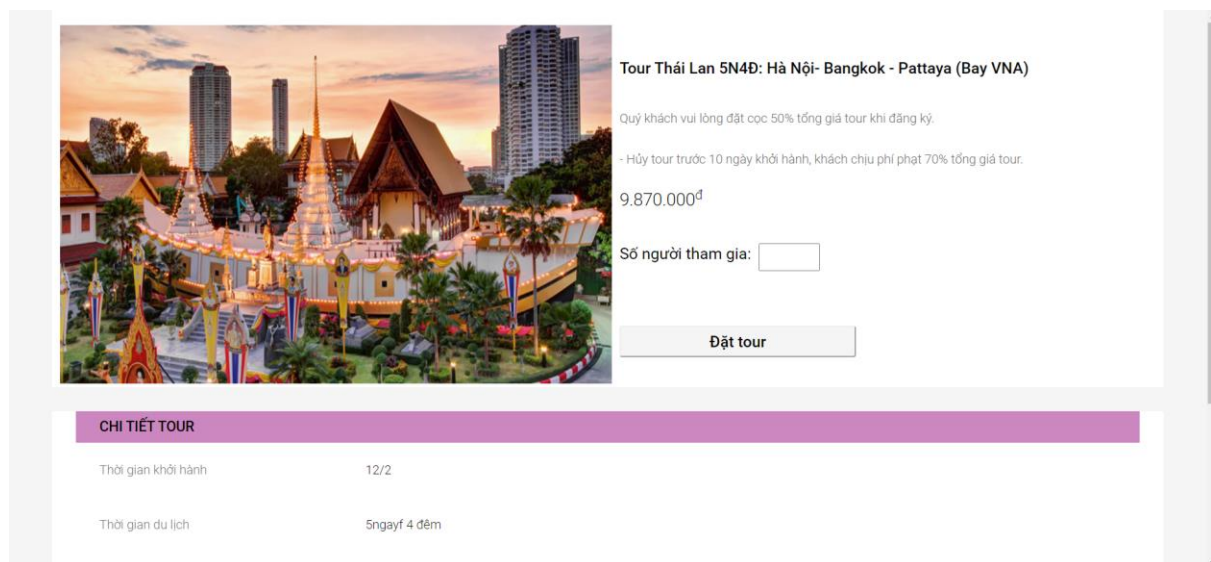 Tour Thái Lan 5N4Đ: Hà Nội- Bangkok - Pattaya (Bay VNA)
Quý khách vui lòng đặt cọc 50% tổng giá tour khi đăng ký.
- Hủy tour trước 10 ngày khởi hành, khách chịu phí phạt 70% tổng giá tour.
9.870.000đ
Số người tham gia:
Đặt tour
CHI TIẾT TOUR
Thời gian khởi hành 12/2
Thời gian du lịch 5ngayf 4 đêm